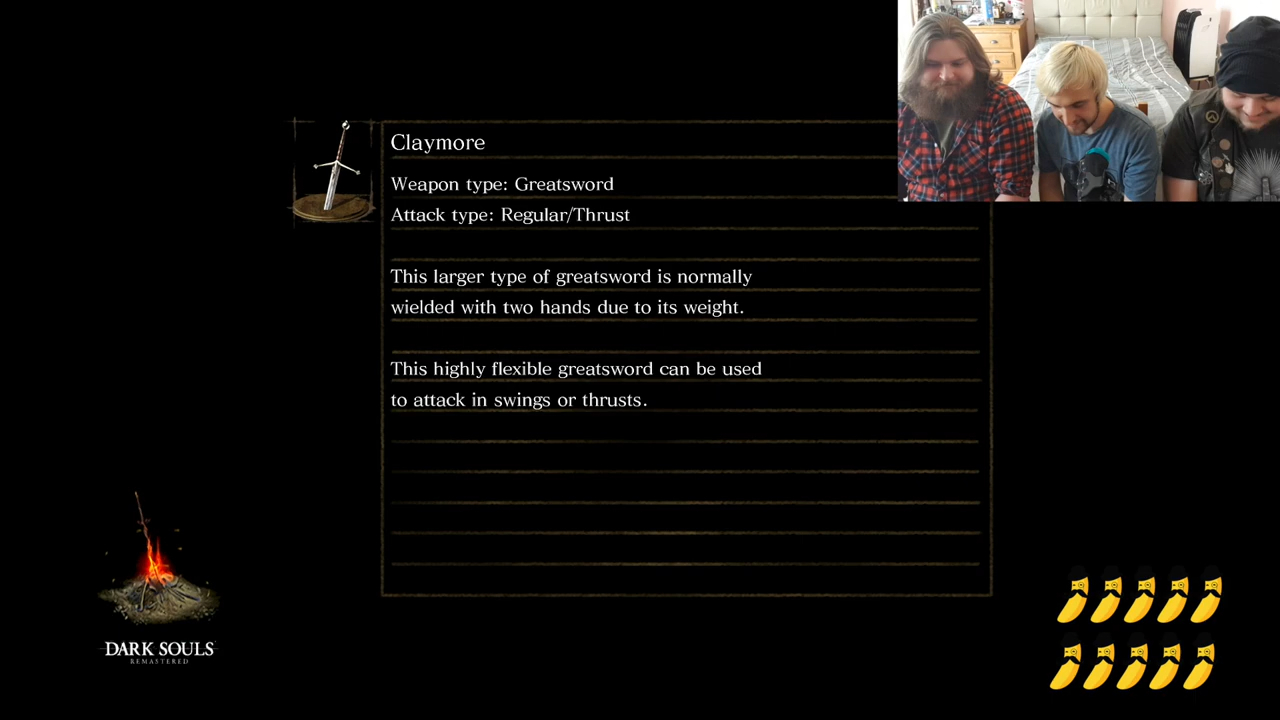 Claymore
Weapon type: Greatsword
Attack type: Regular/Thrust
This larger type of greatsword is normally
wielded with two hands due to its weight.
This highly flexible greatsword can be used
to attack in swings or thrusts.
DARK SOULS
REMASTERED